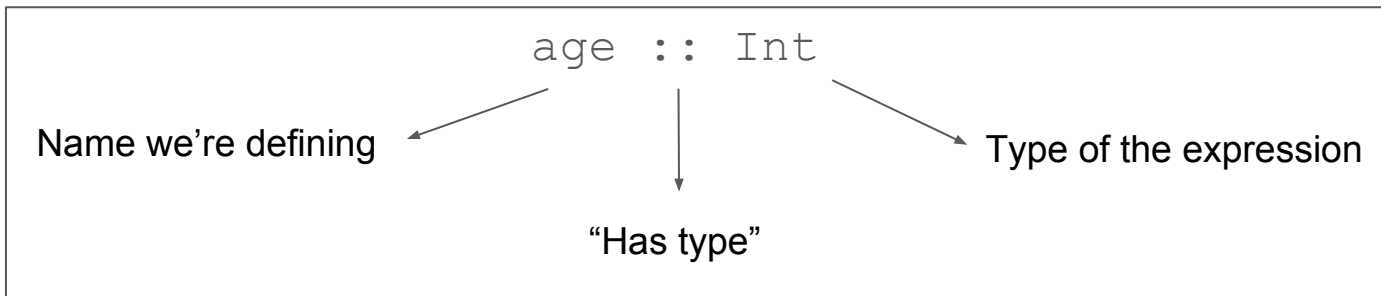 age :: Int
Name we’re defining
Type of the expression
“Has type”